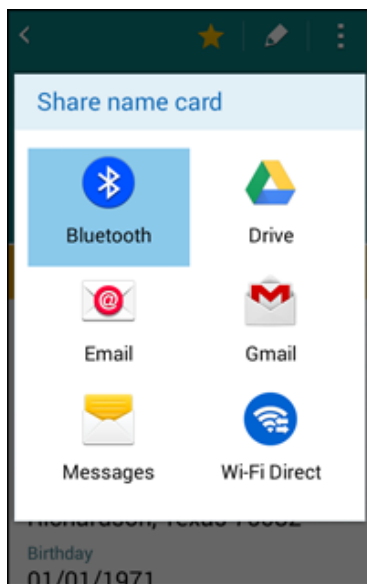 Share name card
Bluetooth
Drive
Email
Gmail
Messages
Wi-Fi Direct
Birthday
01/01/1971